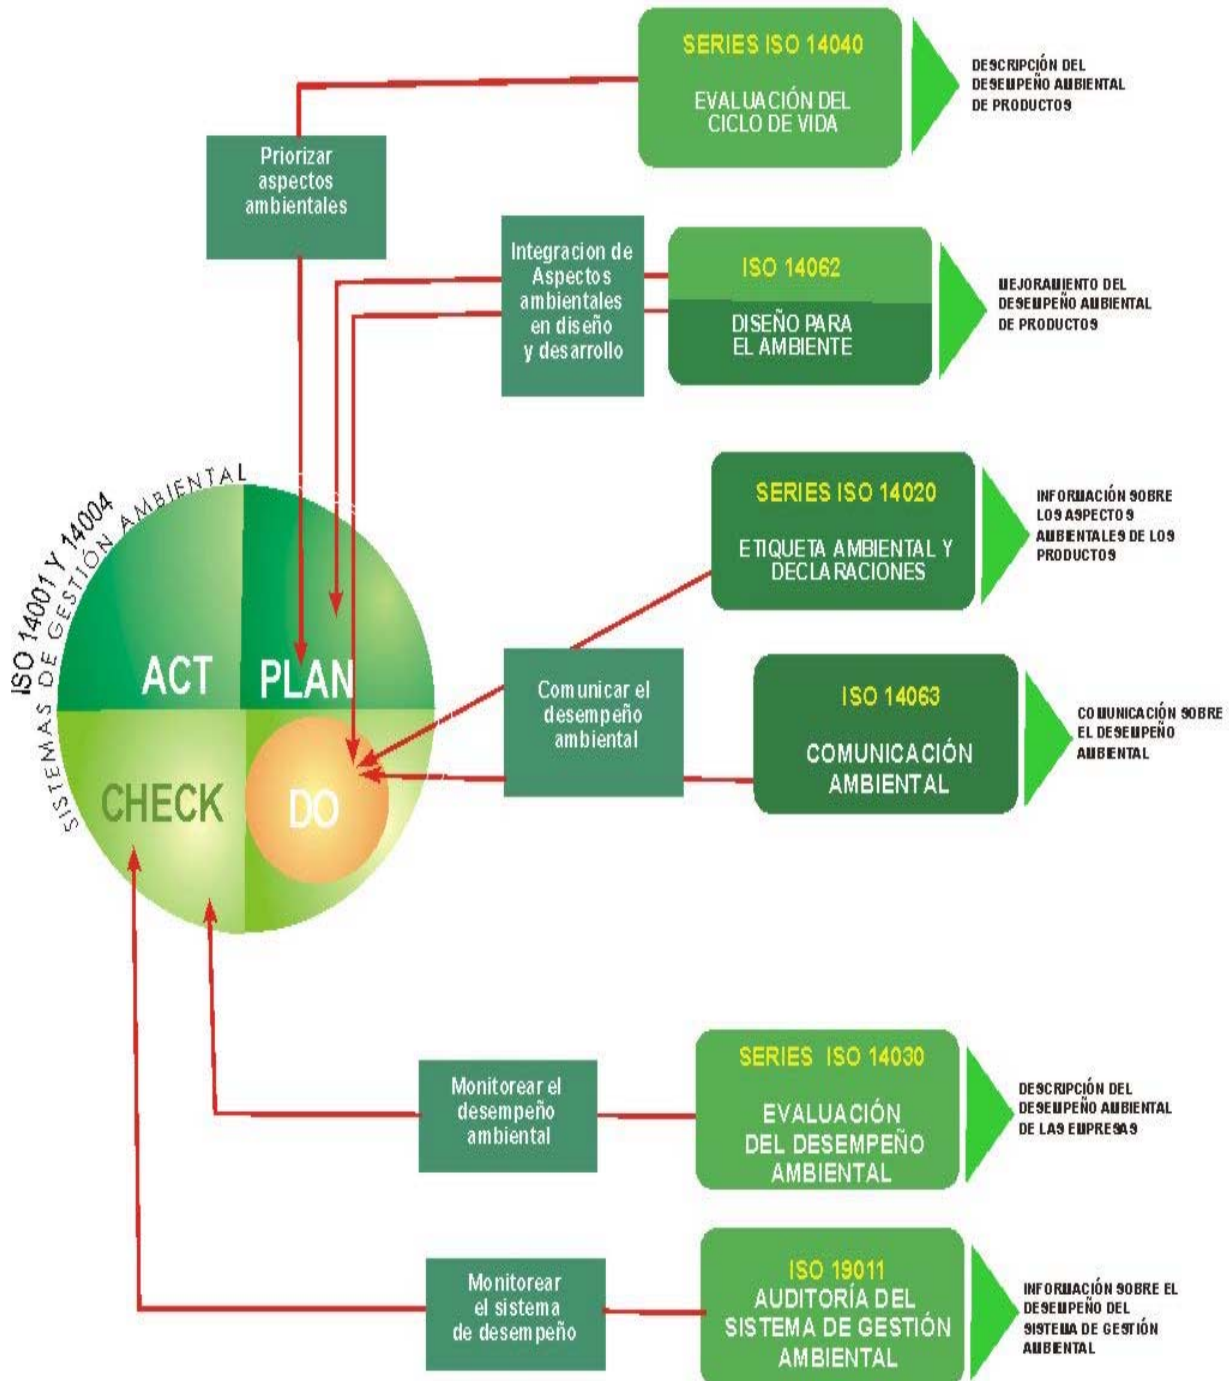 SERIES ISO 14040
EVALUACIÓN DEL
CICLO DE VIDA
DESCRIPCIÓN DEL
DESEMPEÑO AMBIENTAL
DE PRODUCTOS
Priorizar
aspectos
ambientales
Integracion de
Aspectos
ambientales
en diseño
y desarrollo
ISO 14062
DISEÑO PARA
EL AMBIENTE
MEJORAMIENTO DEL
DESEMPEÑO AMBIENTAL
DE PRODUCTOS
SERIES ISO 14020
ETIQUETA AMBIENTAL Y
DECLARACIONES
INFORMACIÓN SOBRE
LOS ASPECTOS
AMBIENTALES DE LOS
PRODUCTOS
ISO 14001 Y 14004
SISTEMAS DE GESTIÓN AMBIENTAL
ACT
PLAN
CHECK
DO
Comunicar el
desempeño
ambiental
ISO 14063
COMUNICACIÓN
AMBIENTAL
COMUNICACIÓN SOBRE
EL DESEMPEÑO
AMBIENTAL
Monitorear el
desempeño
ambiental
SERIES ISO 14030
EVALUACIÓN
DEL DESEMPEÑO
AMBIENTAL
DESCRIPCIÓN DEL
DESEMPEÑO AMBIENTAL
DE LAS EMPRESAS
Monitorear
el sistema
de desempeño
ISO 19011
AUDITORÍA DEL
SISTEMA DE GESTIÓN
AMBIENTAL
INFORMACIÓN SOBRE EL
DESEMPEÑO DEL
SISTEMA DE GESTIÓN
AMBIENTAL